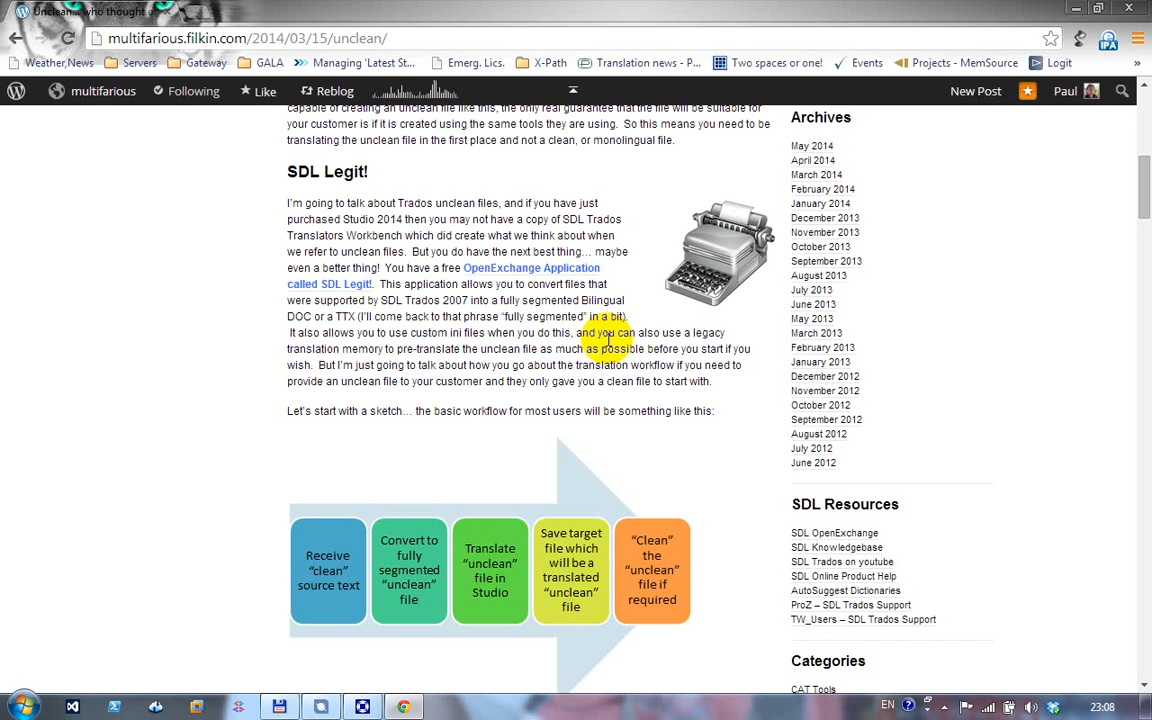 Unclean... who thought
multifarious.filkin.com/2014/03/15/unclean/
Weather,News
Servers
Gateway
GALA
Managing 'Latest St...
Emerg. Lics.
X-Path
Translation news - P...
Two spaces or one!
Events
Projects - MemSource
Logit
»
IPA
multifarious
Following
Like
Reblog
New Post
Paul
capable of creating an unclean file like this, the only real guarantee that the file will be suitable for
your customer is if it is created using the same tools they are using. So this means you need to be
translating the unclean file in the first place and not a clean, or monolingual file.
SDL Legit!
I'm going to talk about Trados unclean files, and if you have just
purchased Studio 2014 then you may not have a copy of SDL Trados
Translators Workbench which did create what we think about when
we refer to unclean files. But you do have the next best thing… maybe
even a better thing! You have a free OpenExchange Application
called SDL Legit!. This application allows you to convert files that
were supported by SDL Trados 2007 into a fully segmented Bilingual
DOC or a TTX (I'll come back to that phrase "fully segmented" in a bit).
It also allows you to use custom ini files when you do this, and you can also use a legacy
translation memory to pre-translate the unclean file as much as possible before you start if you
wish. But I'm just going to talk about how you go about the translation workflow if you need to
provide an unclean file to your customer and they only gave you a clean file to start with.
Let's start with a sketch… the basic workflow for most users will be something like this:
Receive
"clean"
source text
Convert to
fully
segmented
"unclean"
file
Translate
"unclean"
file in
Studio
Save target
file which
will be a
translated
"unclean"
file
"Clean"
the
"unclean"
file if
required
Archives
May 2014
April 2014
March 2014
February 2014
January 2014
December 2013
November 2013
October 2013
September 2013
August 2013
July 2013
June 2013
May 2013
March 2013
February 2013
January 2013
December 2012
November 2012
October 2012
September 2012
August 2012
July 2012
June 2012
SDL Resources
SDL OpenExchange
SDL Knowledgebase
SDL Trados on youtube
SDL Online Product Help
AutoSuggest Dictionaries
ProZ – SDL Trados Support
TW_Users – SDL Trados Support
Categories
CAT Tools
EN
23:08